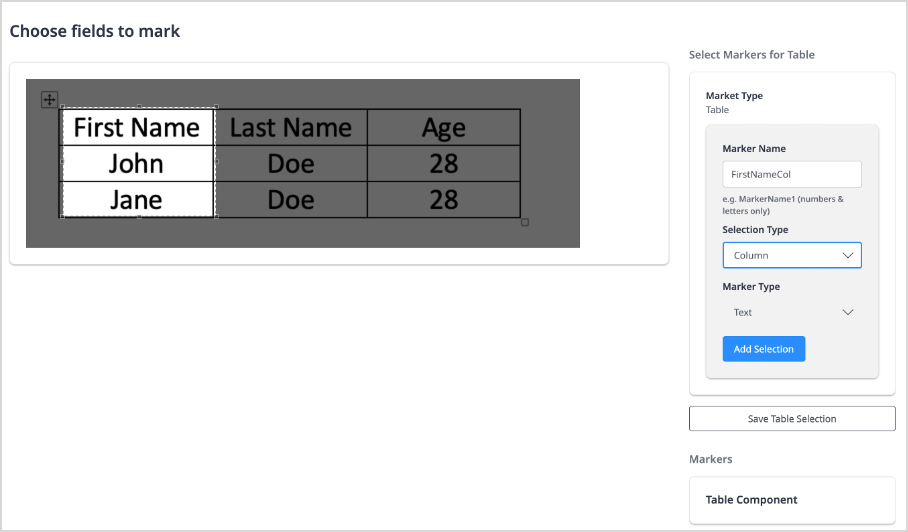 Choose fields to mark
First Name Last Name Age
John Doe 28
Jane Doe 28
Select Markers for Table
Market Type
Table
Marker Name
FirstNameCol
e.g. MarkerName1 (numbers &
letters only)
Selection Type
Column
Marker Type
Text
Add Selection
Save Table Selection
Markers
Table Component